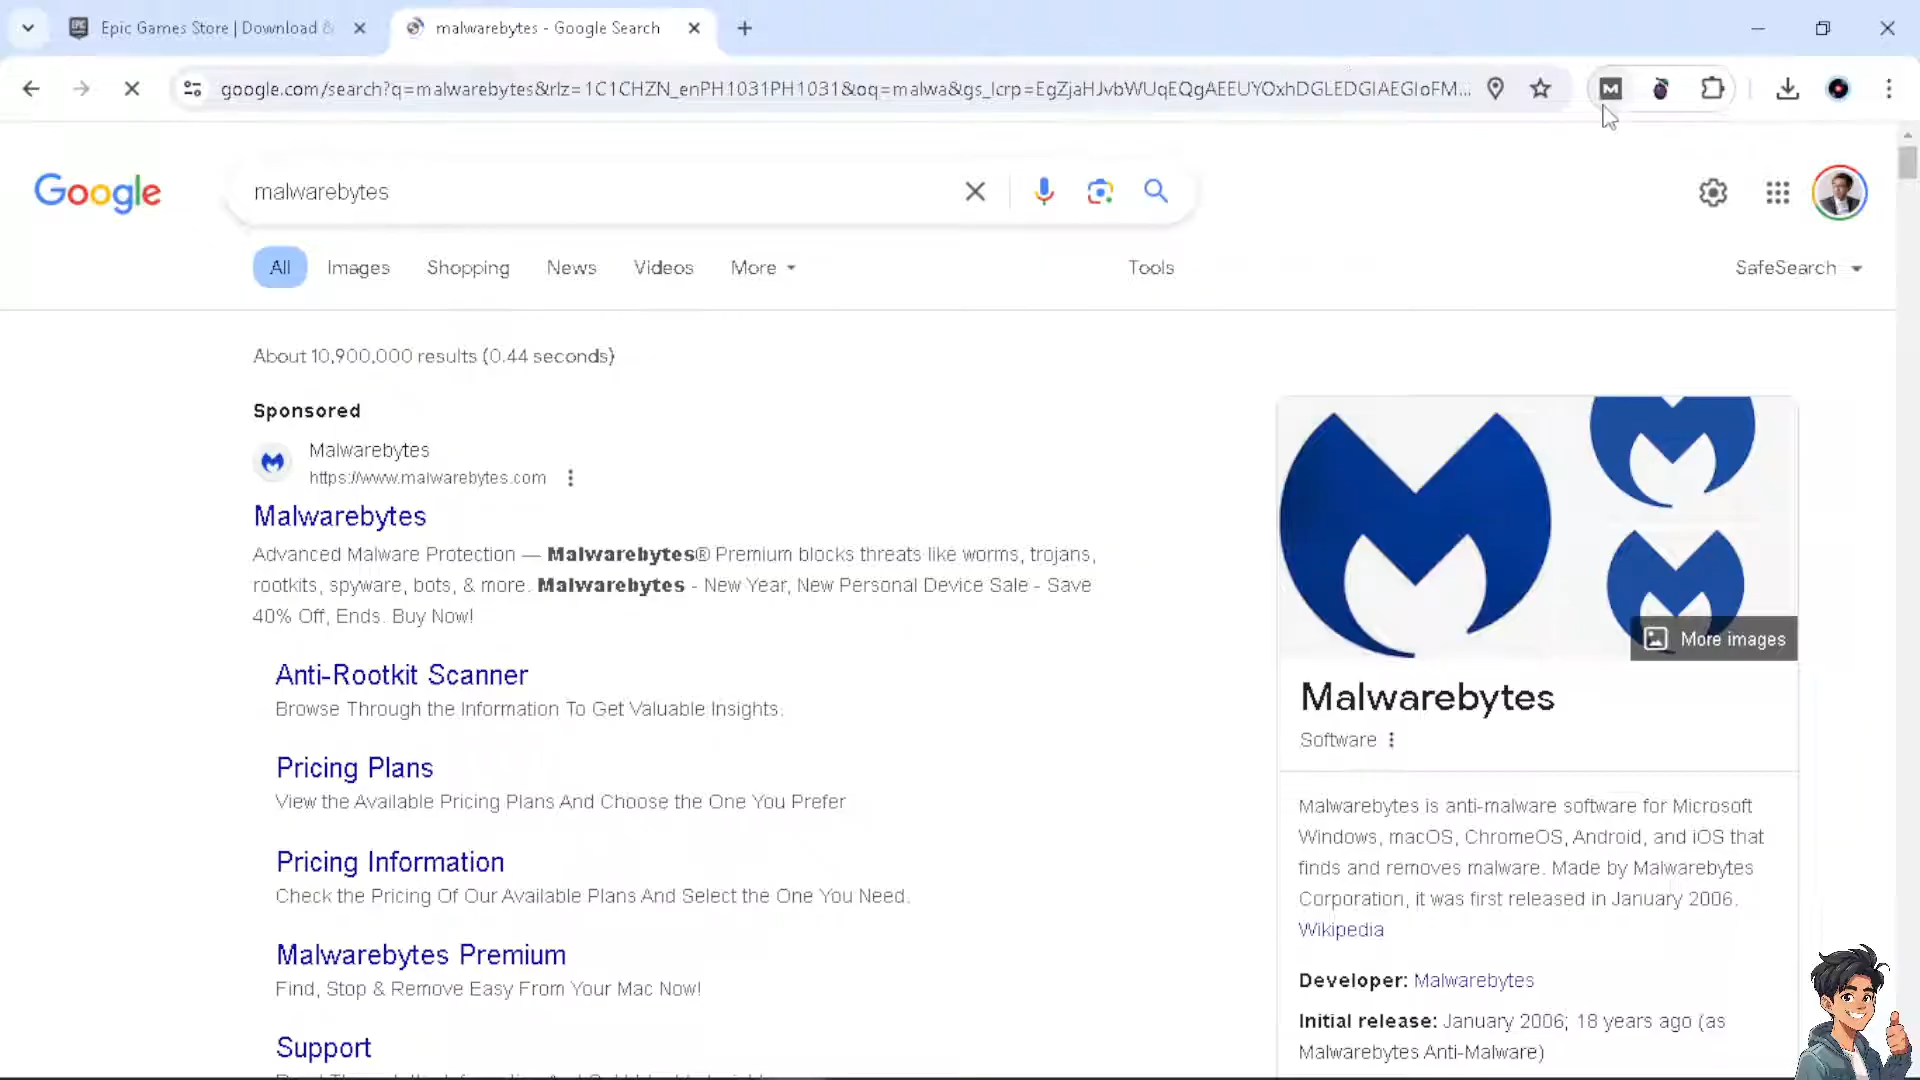 Epic Games Store | Download &
malwarebytes - Google Search
google.com/search?q=malwarebytes&rlz=1C1CHZN_enPH1031PH1031&oq=malwa&gs_lcrp=EgZjaHJvbWUqEQgAEEUYOxhDGLEDGIAEGIoFM...
Google
malwarebytes
All
Images
Shopping
News
Videos
More
Tools
SafeSearch
About 10,900,000 results (0.44 seconds)
Sponsored
Malwarebytes
https://www.malwarebytes.com
Malwarebytes
Advanced Malware Protection — Malwarebytes® Premium blocks threats like worms, trojans,
rootkits, spyware, bots, & more. Malwarebytes - New Year, New Personal Device Sale - Save
40% Off, Ends. Buy Now!
Anti-Rootkit Scanner
Browse Through the Information To Get Valuable Insights.
Pricing Plans
View the Available Pricing Plans And Choose the One You Prefer
Pricing Information
Check the Pricing Of Our Available Plans And Select the One You Need.
Malwarebytes Premium
Find, Stop & Remove Easy From Your Mac Now!
Support
More images
Malwarebytes
Software
Malwarebytes is anti-malware software for Microsoft
Windows, macOS, ChromeOS, Android, and iOS that
finds and removes malware. Made by Malwarebytes
Corporation, it was first released in January 2006.
Wikipedia
Developer: Malwarebytes
Initial release: January 2006; 18 years ago (as
Malwarebytes Anti-Malware)